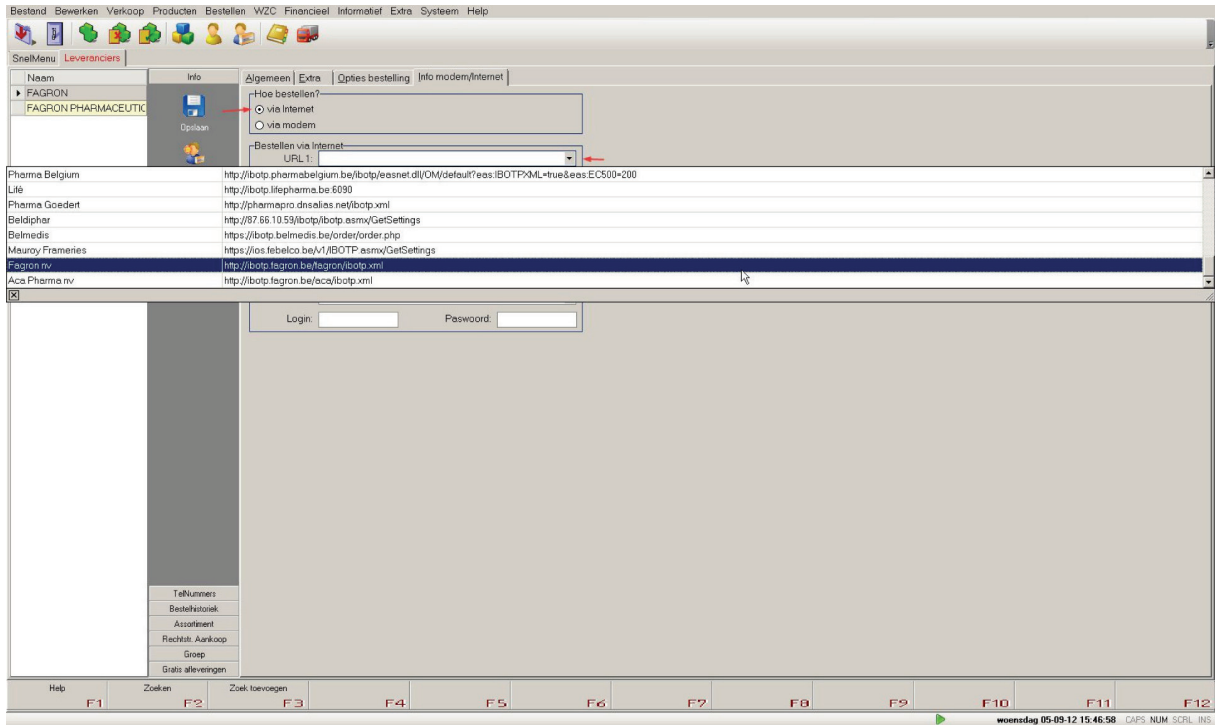 Bestand Bewerken Verkoop Producten Bestellen WZC Financieel Informatief Extra Systeem Help
SnelMenu Leveranciers
Naam
FAGRON
FAGRON PHARMACEUTIC
Info
Opslaan
Algemeen Extra Opties bestelling Info modem/Internet
Hoe bestellen?
via Internet
via modem
Bestellen via Internet
URL 1:
Pharma Belgium http://ibotp.pharmabelgium.be/ibotp/easnet.dll/OM/default?eas:IBOTPXML=true&eas:EC500=200
Lifé http://ibotp.lifepharma.be:6090
Pharma Goedert http://pharmapro.dnsalias.net/ibotp.xml
Beldiphar http://87.66.10.59/ibotp/ibotp.asmx/GetSettings
Belmedis https://ibotp.belmedis.be/order/order.php
Mauroy Frameries https://ios.febelco.be/v1/IBOTP.asmx/GetSettings
Fagron nv http://ibotp.fagron.be/fagron/ibotp.xml
Aca Pharma nv http://ibotp.fagron.be/aca/ibotp.xml
Login: Paswoord:
TelNummers
Bestelhistoriek
Assortiment
Rechtstr. Aankoop
Groep
Gratis afleveringen
Help Zoeken Zoek toevoegen
F1 F2 F3 F4 F5 F6 F7 F8 F9 F10 F11 F12
woensdag 05-09-12 15:46:58 CAPS NUM SCRL INS